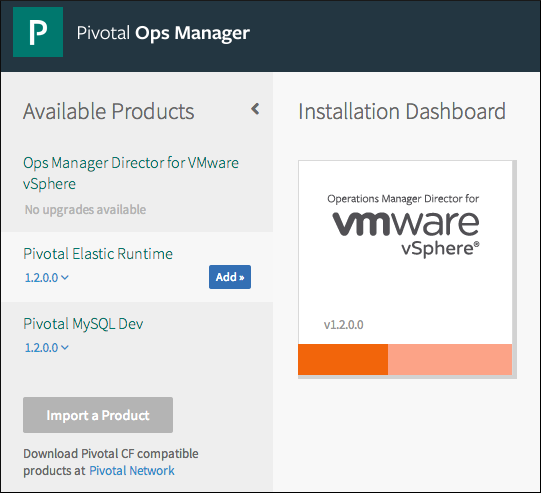 P
Pivotal Ops Manager
Available Products
Installation Dashboard
Ops Manager Director for VMware
vSphere
No upgrades available
Pivotal Elastic Runtime
1.2.0.0
Add »
Pivotal MySQL Dev
1.2.0.0
Import a Product
Download Pivotal CF compatible
products at Pivotal Network
Operations Manager Director for
vmware
vSphere®
v1.2.0.0